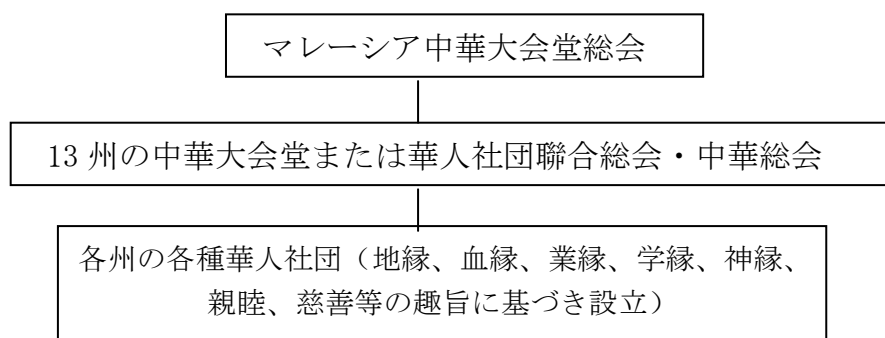 マレーシア中華大会堂総会
13 州の中華大会堂または華人社団聯合総会・中華総会
各州の各種華人社団（地縁、血縁、業縁、学縁、神縁、
親睦、慈善等の趣旨に基づき設立）